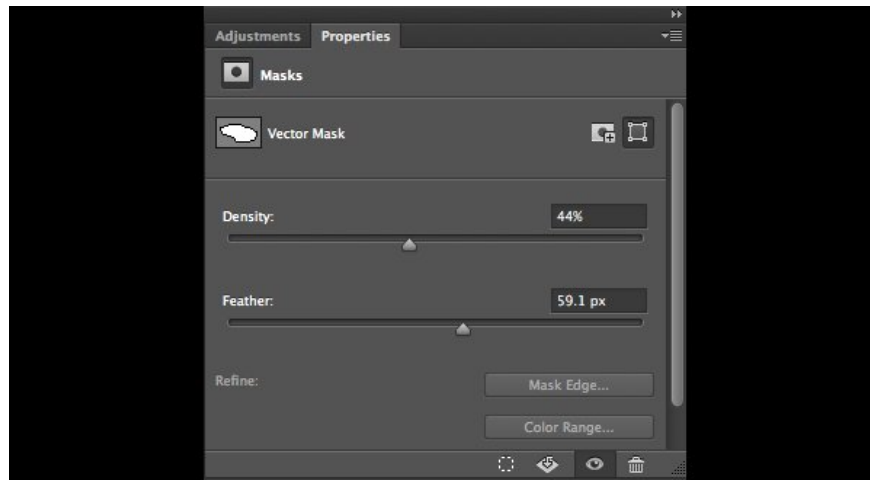 Adjustments Properties
Masks
Vector Mask
Density: 44%
Feather: 59.1 px
Refine: Mask Edge...
Color Range...